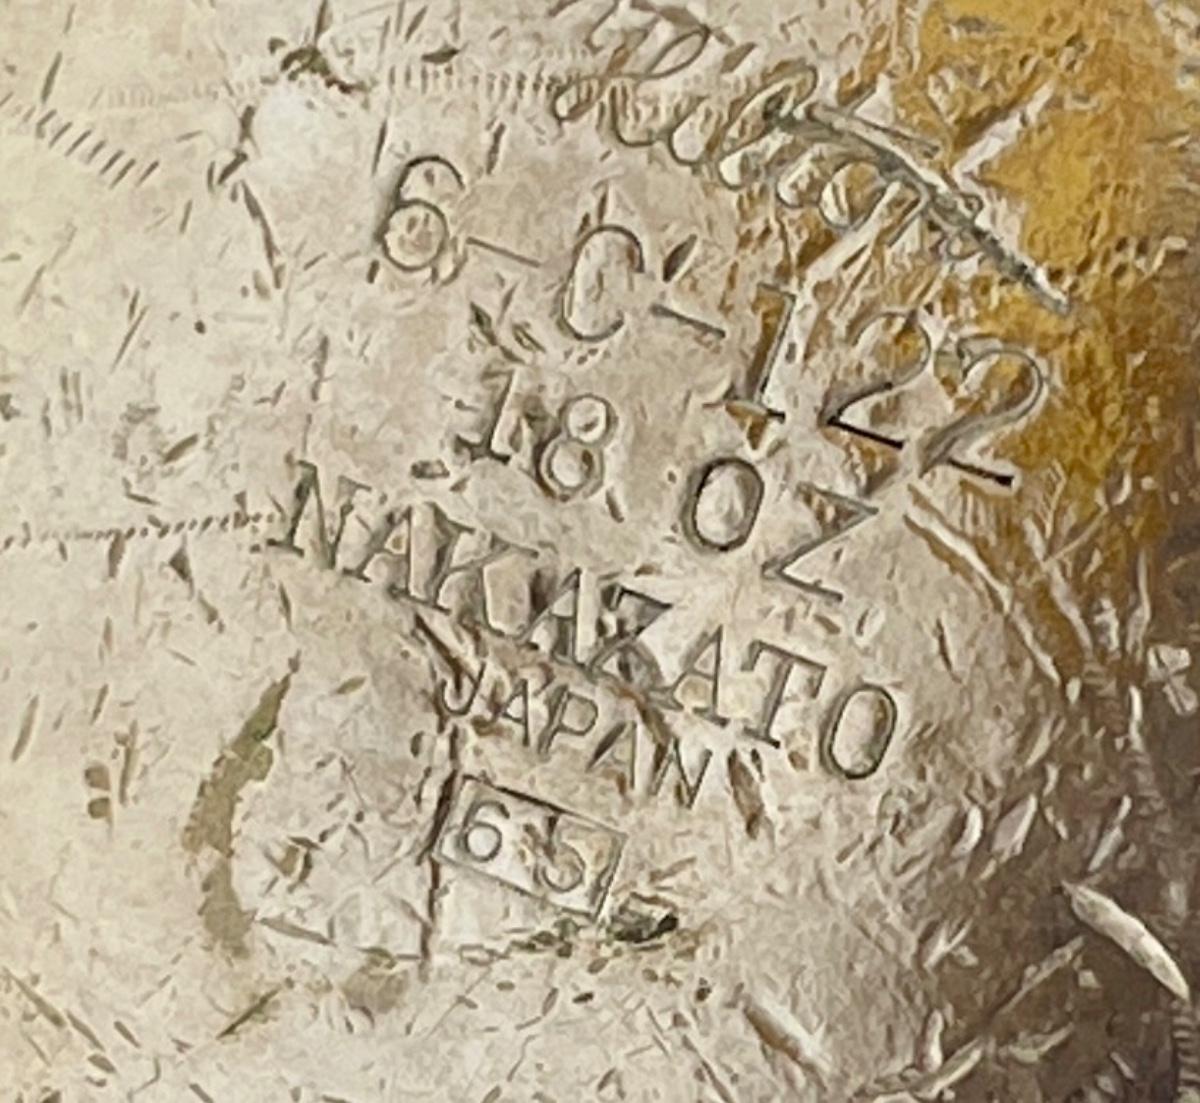 6-C-122
18 OZ
NAKAZATO
JAPAN
65